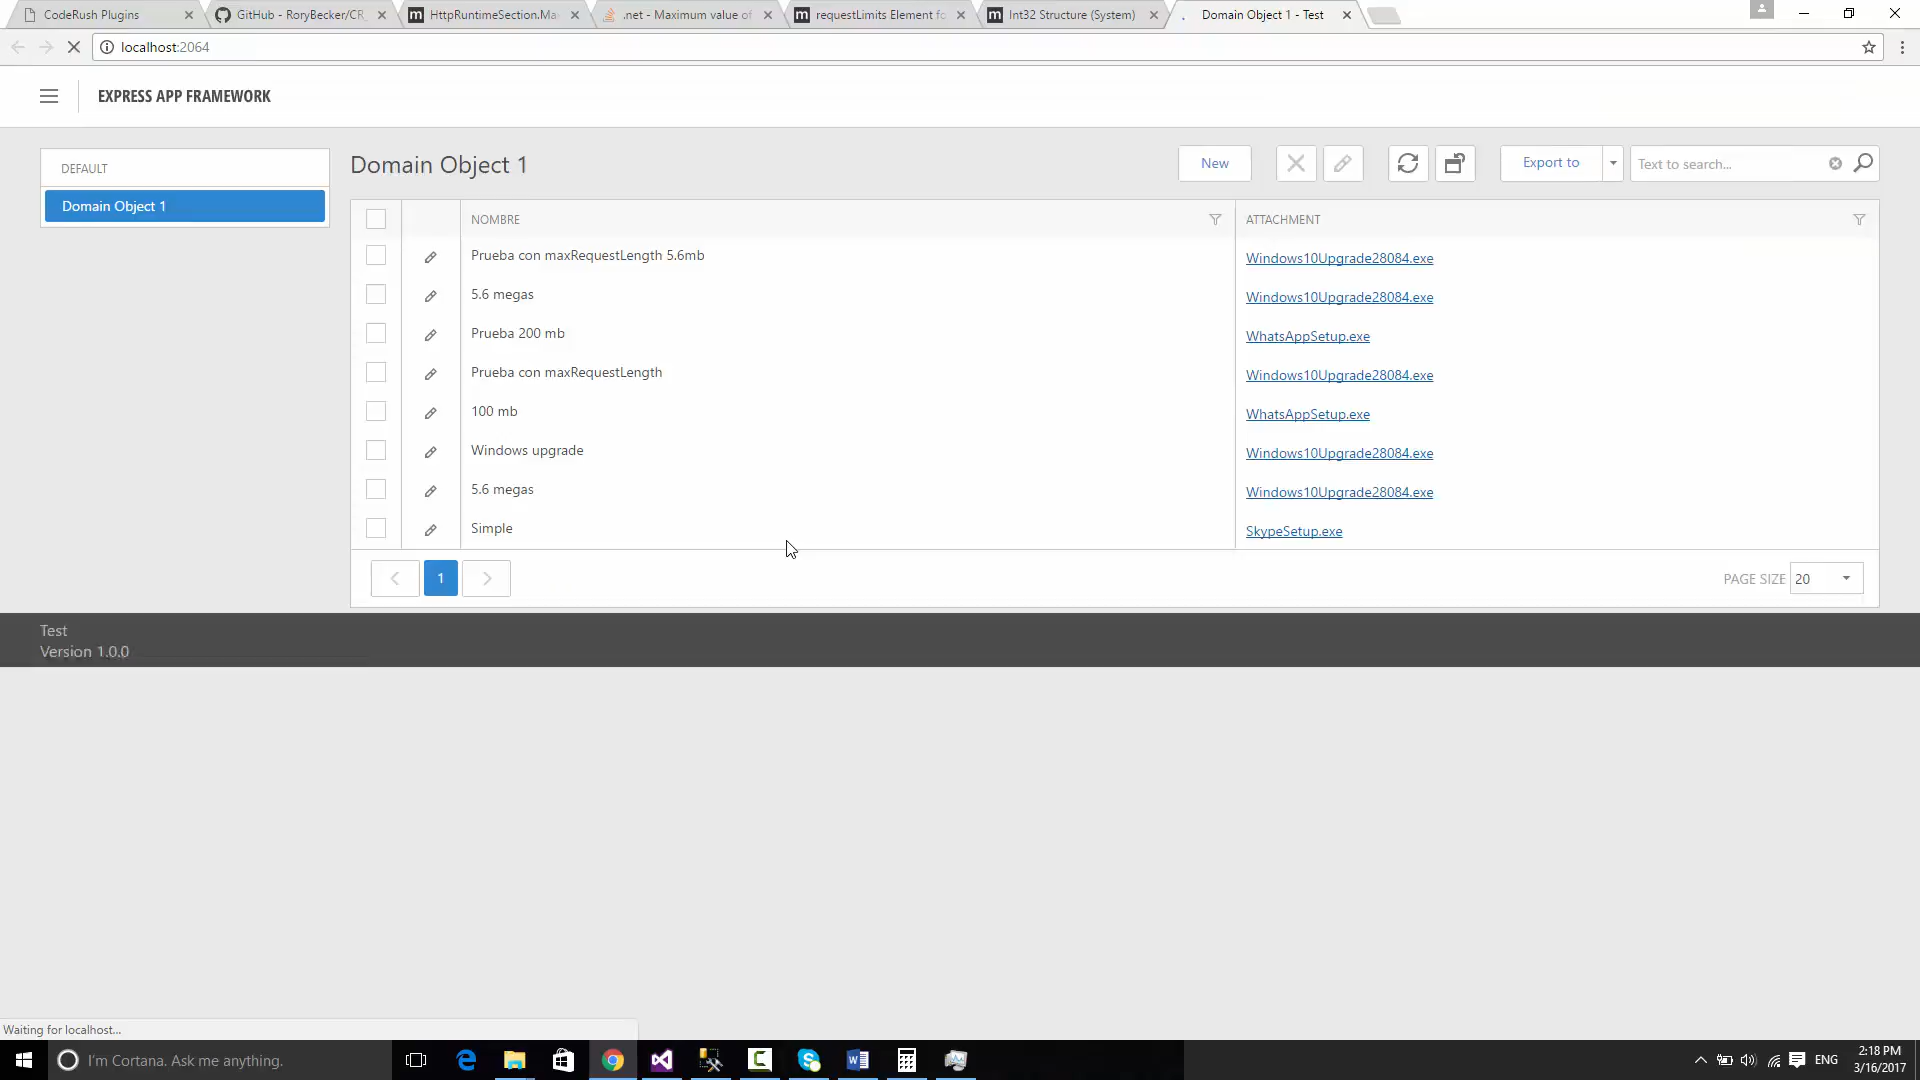 CodeRush Plugins
GitHub - RoryBecker/CR_
HttpRuntimeSection.Ma
.net - Maximum value of
requestLimits Element fo
Int32 Structure (System)
Domain Object 1 - Test
localhost:2064
EXPRESS APP FRAMEWORK
DEFAULT
Domain Object 1
Domain Object 1
New
Export to
Text to search...
NOMBRE
ATTACHMENT
Prueba con maxRequestLength 5.6mb
Windows10Upgrade28084.exe
5.6 megas
Windows10Upgrade28084.exe
Prueba 200 mb
WhatsAppSetup.exe
Prueba con maxRequestLength
Windows10Upgrade28084.exe
100 mb
WhatsAppSetup.exe
Windows upgrade
Windows10Upgrade28084.exe
5.6 megas
Windows10Upgrade28084.exe
Simple
SkypeSetup.exe
1
PAGE SIZE 20
Test
Version 1.0.0
Waiting for localhost...
I'm Cortana. Ask me anything.
ENG
2:18 PM
3/16/2017